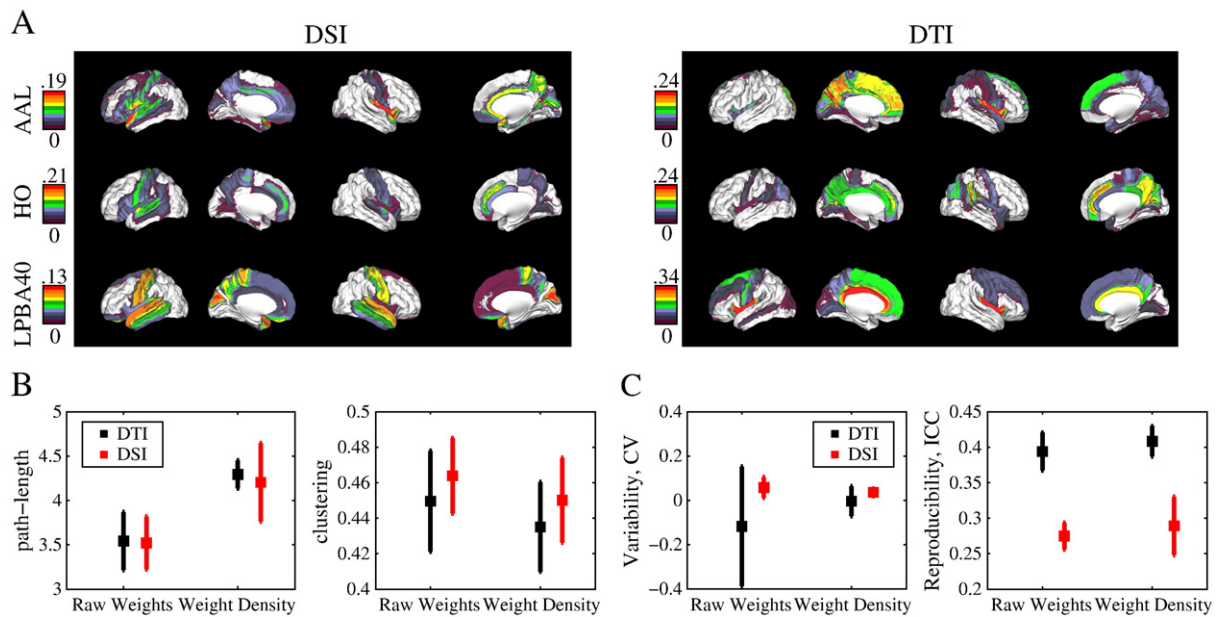 A
DSI
DTI
AAL
.19
0
.24
0
HO
.21
0
.24
0
LPBA40
.13
0
.34
0
B
path-length
5
4.5
4
3.5
3
DTI
DSI
Raw Weights Weight Density
clustering
0.5
0.48
0.46
0.44
0.42
0.4
Raw Weights Weight Density
C
Variability, CV
0.4
0.2
0
−0.2
−0.4
DTI
DSI
Raw Weights Weight Density
Reproducibility, ICC
0.45
0.4
0.35
0.3
0.25
0.2
Raw Weights Weight Density